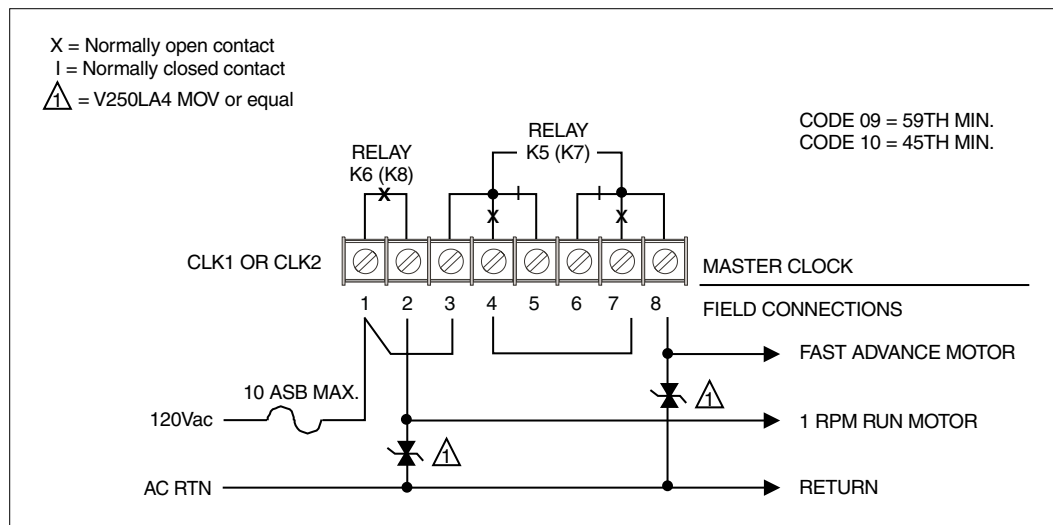 X = Normally open contact
I = Normally closed contact
1 = V250LA4 MOV or equal
CODE 09 = 59TH MIN.
CODE 10 = 45TH MIN.
RELAY
K6 (K8)
RELAY
K5 (K7)
X
X
X
CLK1 OR CLK2
MASTER CLOCK
1 2 3 4 5 6 7 8
FIELD CONNECTIONS
FAST ADVANCE MOTOR
10 ASB MAX.
1
120Vac
1 RPM RUN MOTOR
1
AC RTN
RETURN